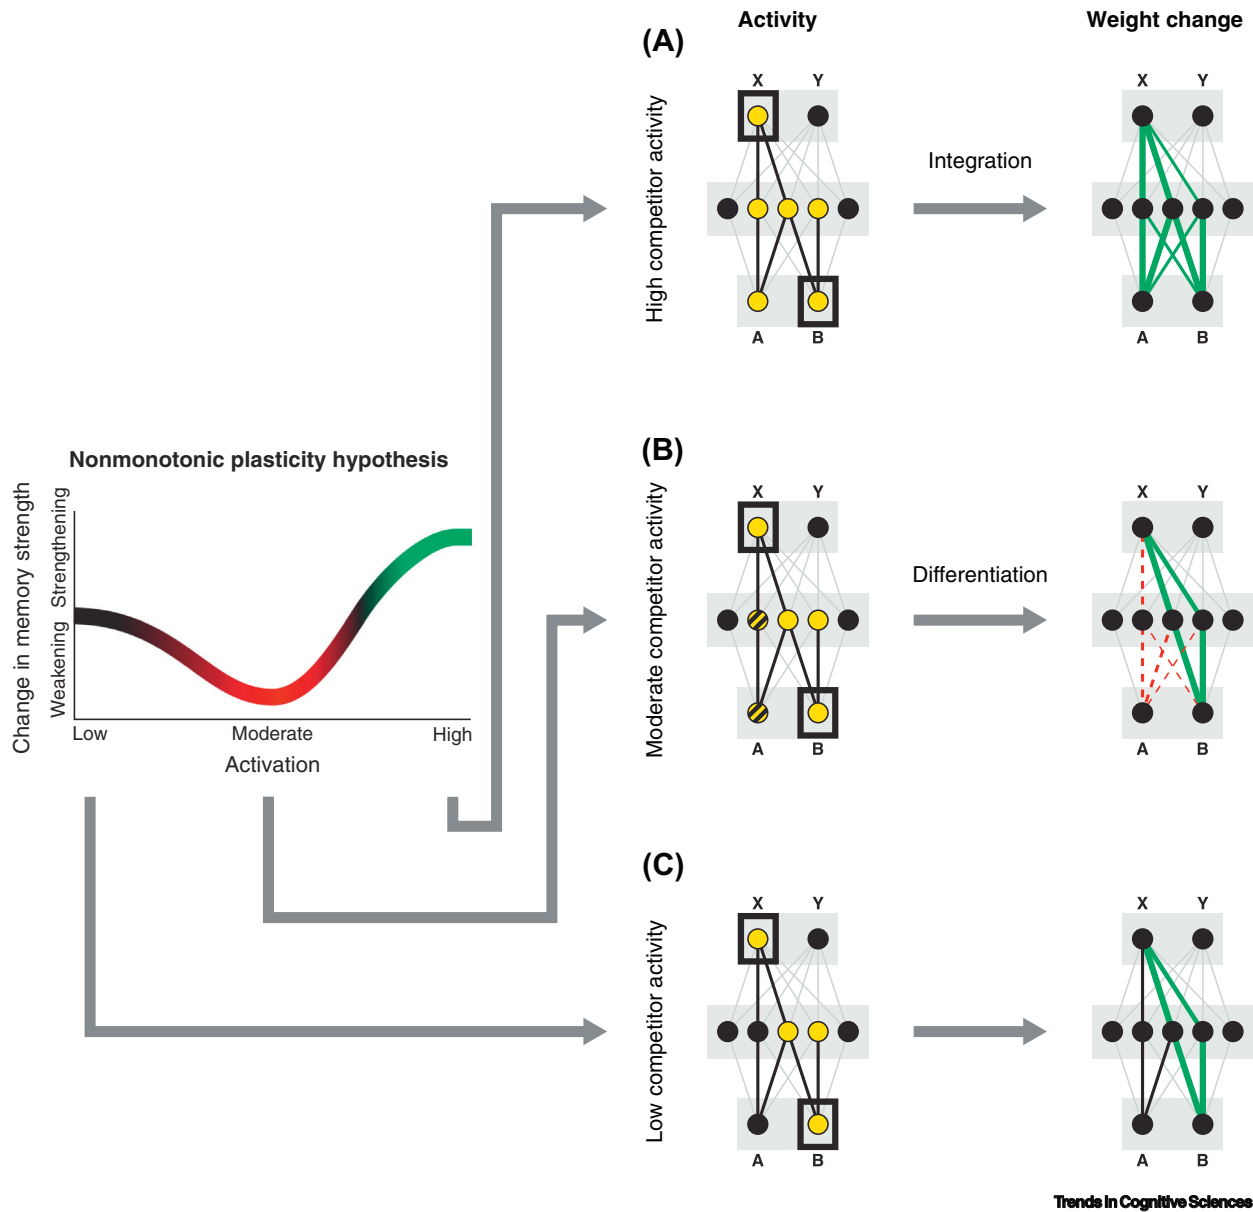 Activity
Weight change
(A)
X Y
X Y
High competitor activity
Integration
A B
A B
Nonmonotonic plasticity hypothesis
Change in memory strength
Weakening Strengthening
Low Moderate High
Activation
(B)
X Y
X Y
Moderate competitor activity
Differentiation
A B
A B
(C)
X Y
X Y
Low competitor activity
A B
A B
Trends in Cognitive Sciences